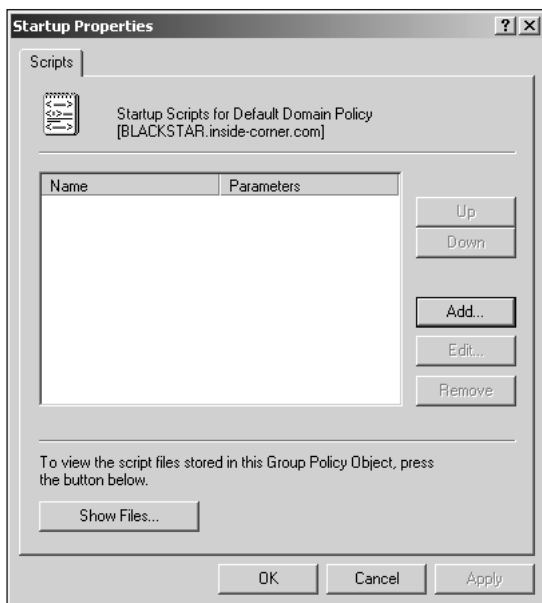 Startup Properties
Scripts
Startup Scripts for Default Domain Policy
[BLACKSTAR.inside-corner.com]
Name Parameters
Up
Down
Add...
Edit...
Remove
To view the script files stored in this Group Policy Object, press
the button below.
Show Files...
OK Cancel Apply